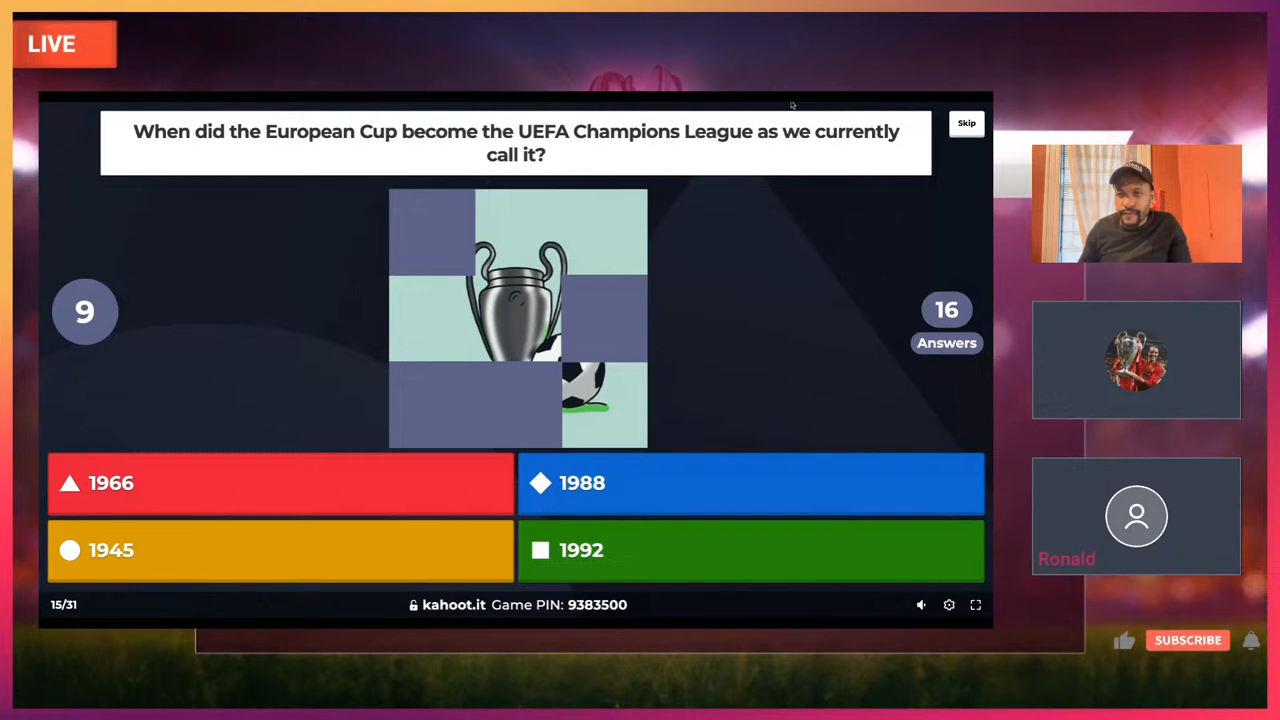 LIVE
When did the European Cup become the UEFA Champions League as we currently
call it?
Skip
9
16
Answers
1966
1988
1945
1992
15/31
kahoot.it Game PIN: 9383500
Ronald
SUBSCRIBE